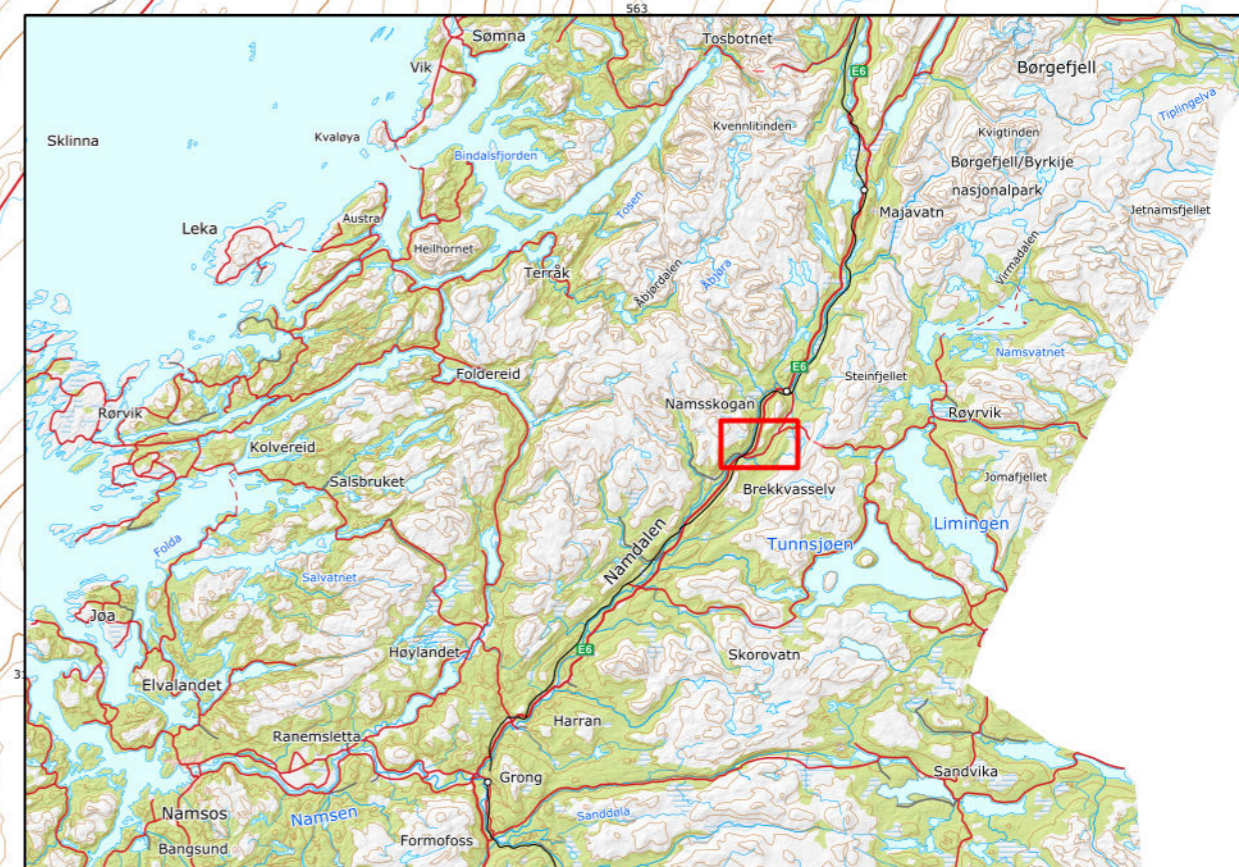 563
Sømna
Tosbotnet
Vik
E6
Børgefjell
Tiplingelva
Sklinna
Kvaløya
Kvennlitinden
Kvigtinden
Bindalsfjorden
Børgefjell/Byrkije
nasjonalpark
Tosen
Majavatn
Jetnamsfjellet
Leka
Austra
Heilhornet
Terråk
Åbjørdalen
Åbjøra
Virmadalen
Namsvatnet
E6
Foldereid
Steinfjellet
Namsskogan
Rørvik
Røyrvik
Kolvereid
Salsbruket
Jomafjellet
Brekkvasselv
Limingen
Folda
Namdalen
Tunnsjøen
Salvatnet
Jøa
Høylandet
E6
Skorovatn
Elvalandet
Harran
Ranemsletta
Grong
Sandvika
Namsos
Namsen
Sanddøla
Formofoss
Bangsund